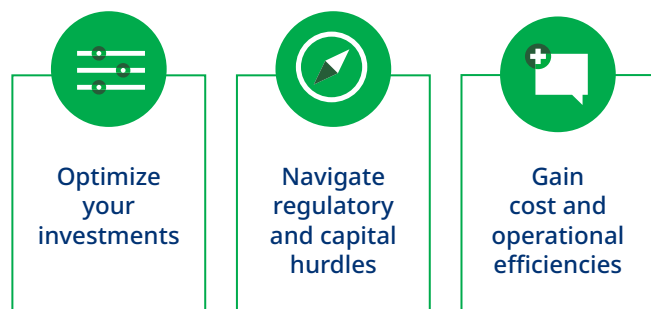 Optimize
your
investments
Navigate
regulatory
and capital
hurdles
Gain
cost and
operational
efficiencies